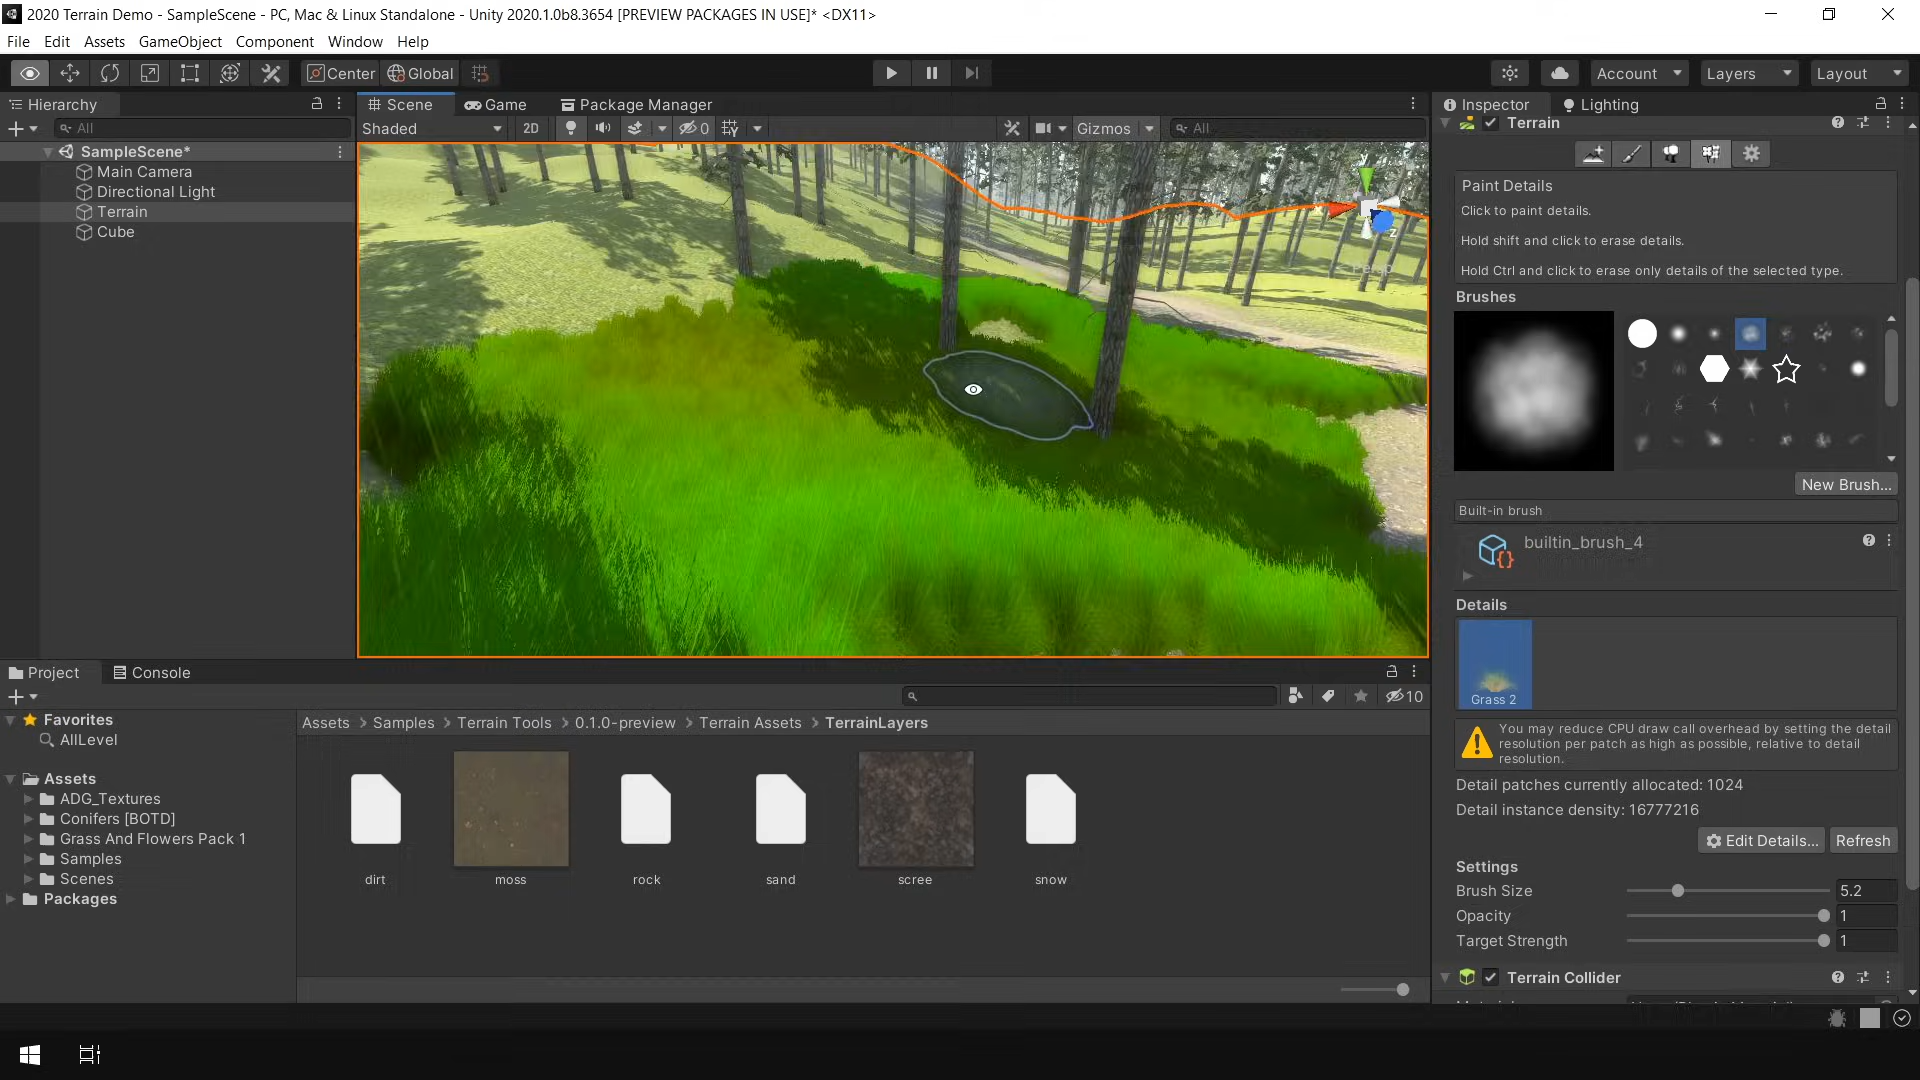 2020 Terrain Demo - SampleScene - PC, Mac & Linux Standalone - Unity 2020.1.0b8.3654 [PREVIEW PACKAGES IN USE]* <DX11>
File Edit Assets GameObject Component Window Help
Center Global Account Layers Layout
Hierarchy
All
SampleScene*
Main Camera
Directional Light
Terrain
Cube
Scene Game Package Manager
Shaded 2D 0 Gizmos All
Y
Z
Persp
Inspector Lighting
Terrain
Paint Details
Click to paint details.
Hold shift and click to erase details.
Hold Ctrl and click to erase only details of the selected type.
Brushes
New Brush...
Built-in brush
builtin_brush_4
Details
Grass 2
You may reduce CPU draw call overhead by setting the detail
resolution per patch as high as possible, relative to detail
resolution.
Detail patches currently allocated: 1024
Detail instance density: 16777216
Edit Details... Refresh
Settings
Brush Size 5.2
Opacity 1
Target Strength 1
Terrain Collider
Project Console
10
Favorites
AllLevel
Assets
ADG_Textures
Conifers [BOTD]
Grass And Flowers Pack 1
Samples
Scenes
Packages
Assets > Samples > Terrain Tools > 0.1.0-preview > Terrain Assets > TerrainLayers
dirt moss rock sand scree snow